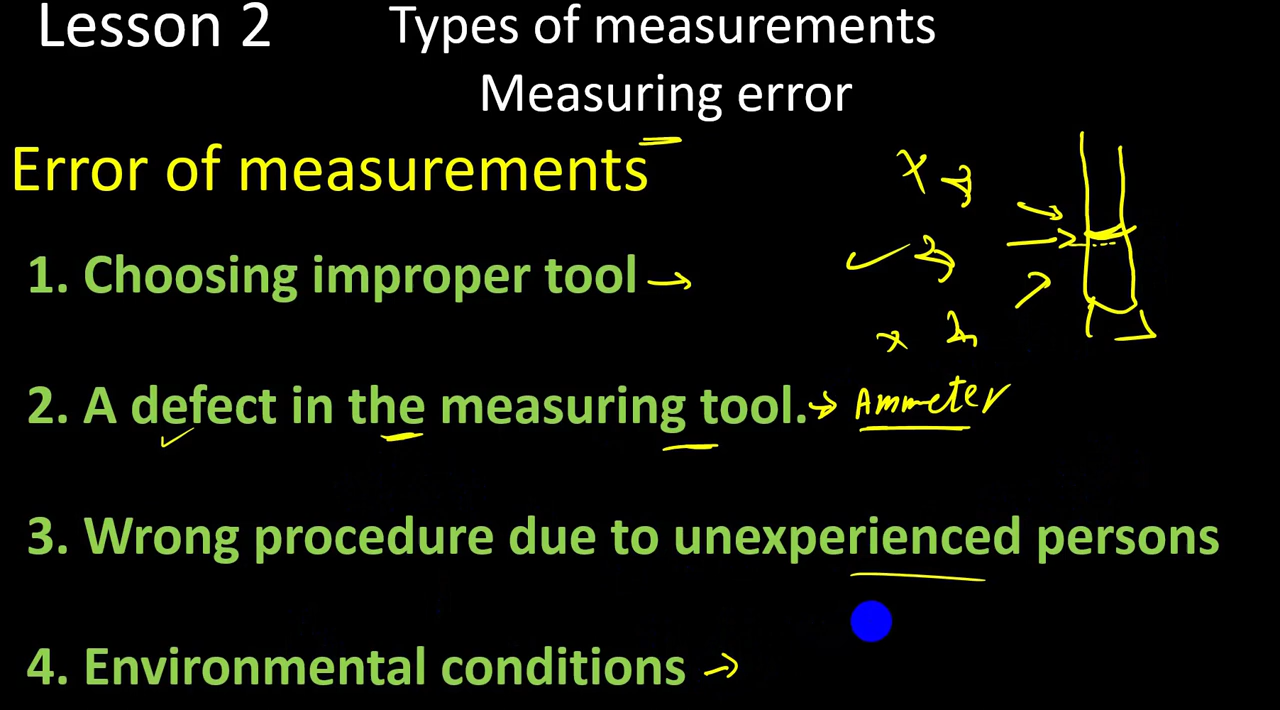 Lesson 2
Types of measurements
Measuring error
Error of measurements
1. Choosing improper tool
2. A defect in the measuring tool. → Ammeter
3. Wrong procedure due to unexperienced persons
4. Environmental conditions →